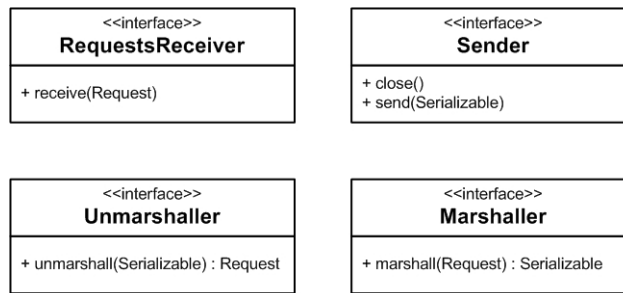 <<interface>>
RequestsReceiver
+ receive(Request)
<<interface>>
Sender
+ close()
+ send(Serializable)
<<interface>>
Unmarshaller
+ unmarshall(Serializable) : Request
<<interface>>
Marshaller
+ marshall(Request) : Serializable